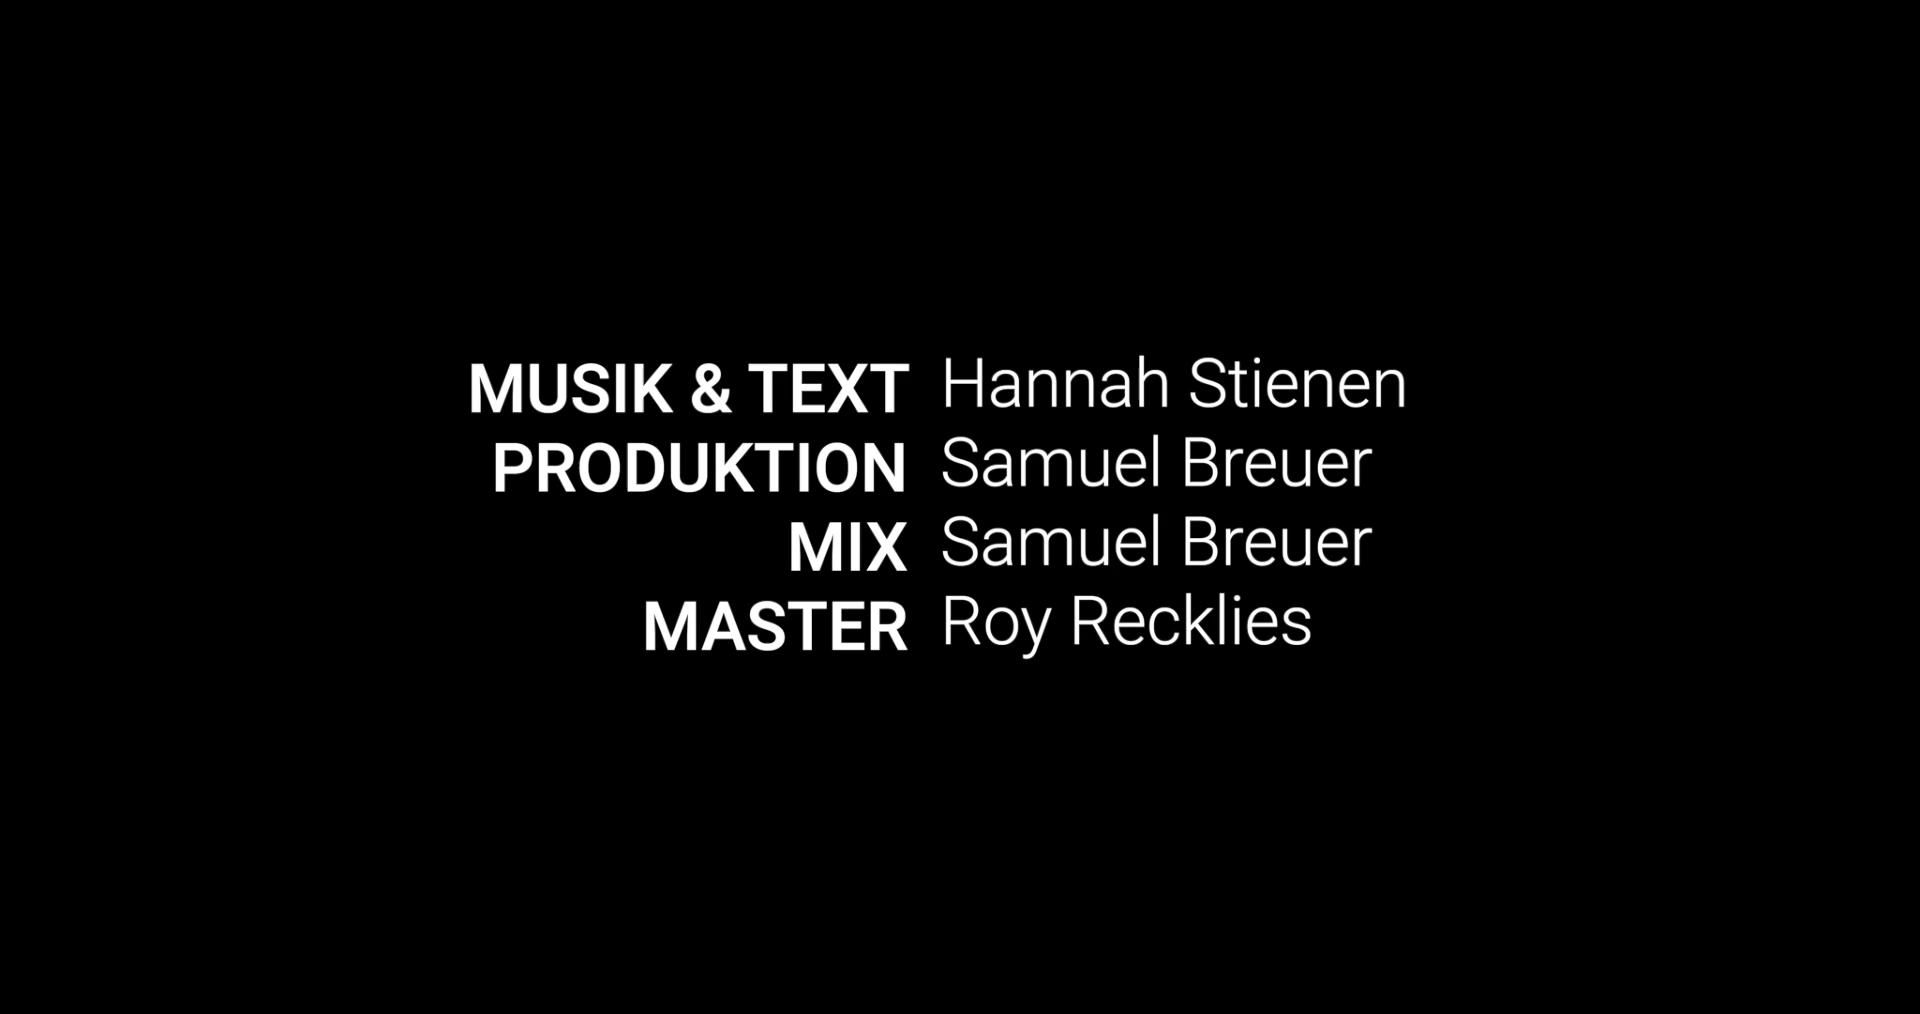 MUSIK & TEXT Hannah Stienen
PRODUKTION Samuel Breuer
MIX Samuel Breuer
MASTER Roy Recklies